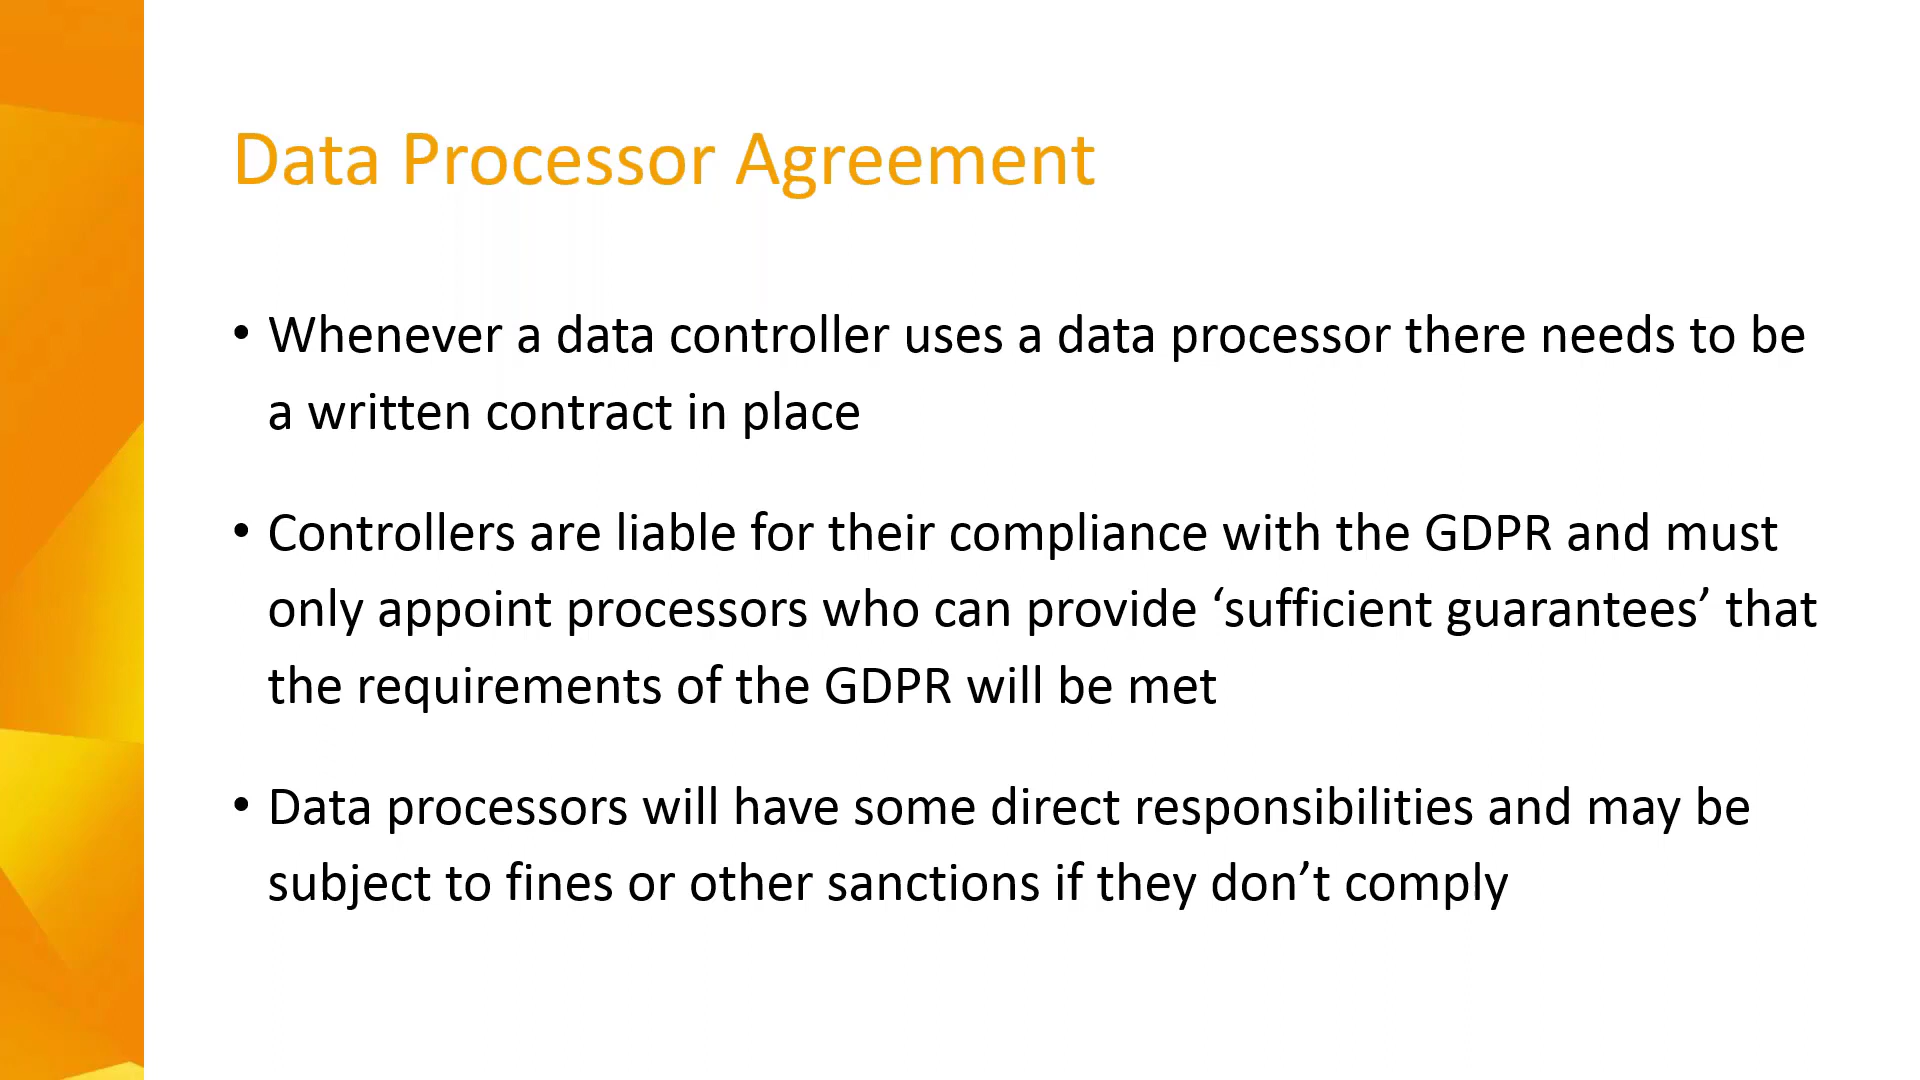 Data Processor Agreement
• Whenever a data controller uses a data processor there needs to be
a written contract in place
• Controllers are liable for their compliance with the GDPR and must
only appoint processors who can provide ‘sufficient guarantees’ that
the requirements of the GDPR will be met
• Data processors will have some direct responsibilities and may be
subject to fines or other sanctions if they don’t comply